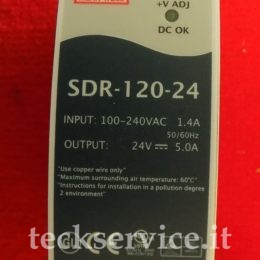 +V ADJ
DC OK
SDR-120-24
INPUT: 100-240VAC 1.4A
50/60Hz
OUTPUT: 24V⎓ 5.0A
"Use copper wire only"
"Maximum surrounding air temperature: 60°C"
"Instructions for installation in a pollution degree
2 environment"
teckservice.it